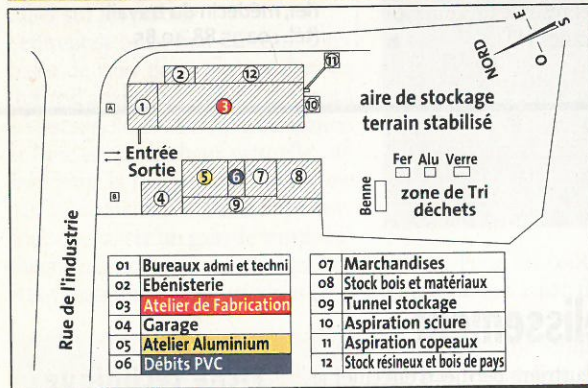 E
S
NORD
O
2
12
11
A
1
3
10
aire de stockage
terrain stabilisé
Entrée
Sortie
Fer Alu Verre
5
6
7
8
B
4
9
Benne
zone de Tri
déchets
Rue de l'industrie
01 Bureaux admi et techni
02 Ebénisterie
03 Atelier de Fabrication
04 Garage
05 Atelier Aluminium
06 Débits PVC
07 Marchandises
08 Stock bois et matériaux
09 Tunnel stockage
10 Aspiration sciure
11 Aspiration copeaux
12 Stock résineux et bois de pays